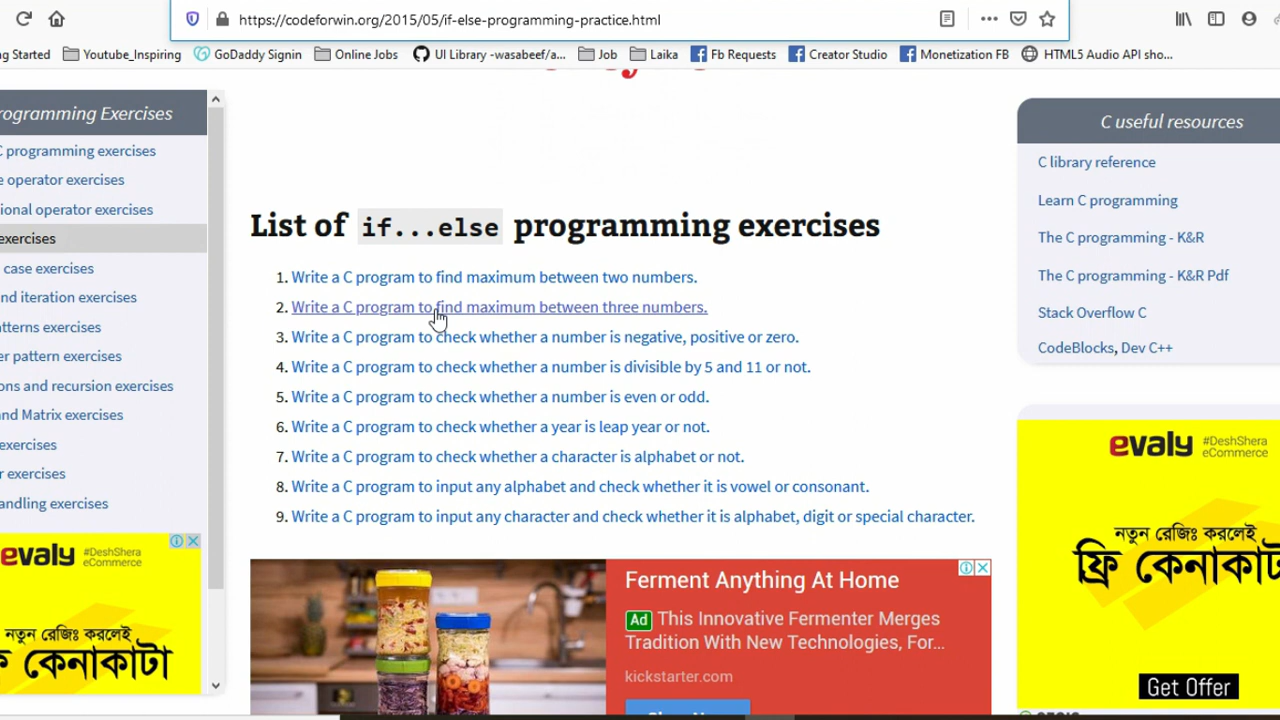 https://codeforwin.org/2015/05/if-else-programming-practice.html
ng Started Youtube_Inspiring GoDaddy Signin Online Jobs UI Library -wasabeef/a... Job Laika Fb Requests Creator Studio Monetization FB HTML5 Audio API sho...
rogramming Exercises
C programming exercises
e operator exercises
ional operator exercises
exercises
case exercises
nd iteration exercises
tterns exercises
er pattern exercises
ons and recursion exercises
and Matrix exercises
exercises
r exercises
andling exercises
evaly #DeshShera
eCommerce
নতুন রেজিঃ করলেই
কেনাকাটা
List of if...else programming exercises
1. Write a C program to find maximum between two numbers.
2. Write a C program to find maximum between three numbers.
3. Write a C program to check whether a number is negative, positive or zero.
4. Write a C program to check whether a number is divisible by 5 and 11 or not.
5. Write a C program to check whether a number is even or odd.
6. Write a C program to check whether a year is leap year or not.
7. Write a C program to check whether a character is alphabet or not.
8. Write a C program to input any alphabet and check whether it is vowel or consonant.
9. Write a C program to input any character and check whether it is alphabet, digit or special character.
Ferment Anything At Home
Ad This Innovative Fermenter Merges
Tradition With New Technologies, For...
kickstarter.com
C useful resources
C library reference
Learn C programming
The C programming - K&R
The C programming - K&R Pdf
Stack Overflow C
CodeBlocks, Dev C++
evaly #DeshShera
eCommerce
নতুন রেজিঃ করলেই
ফ্রি কেনাকাট
Get Offer